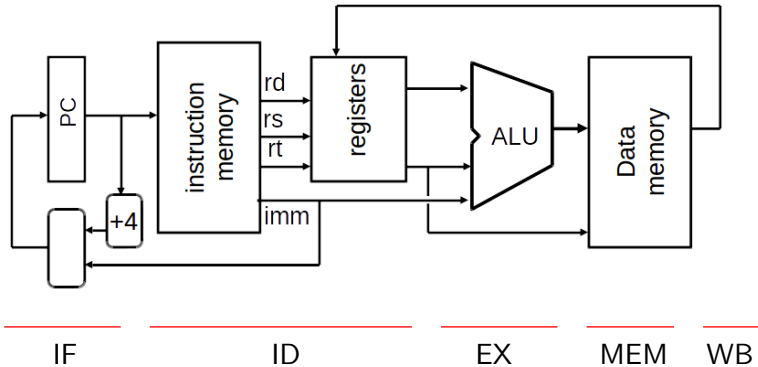 PC
+4
instruction
memory
rd
rs
rt
imm
registers
ALU
Data
memory
IF
ID
EX
MEM
WB